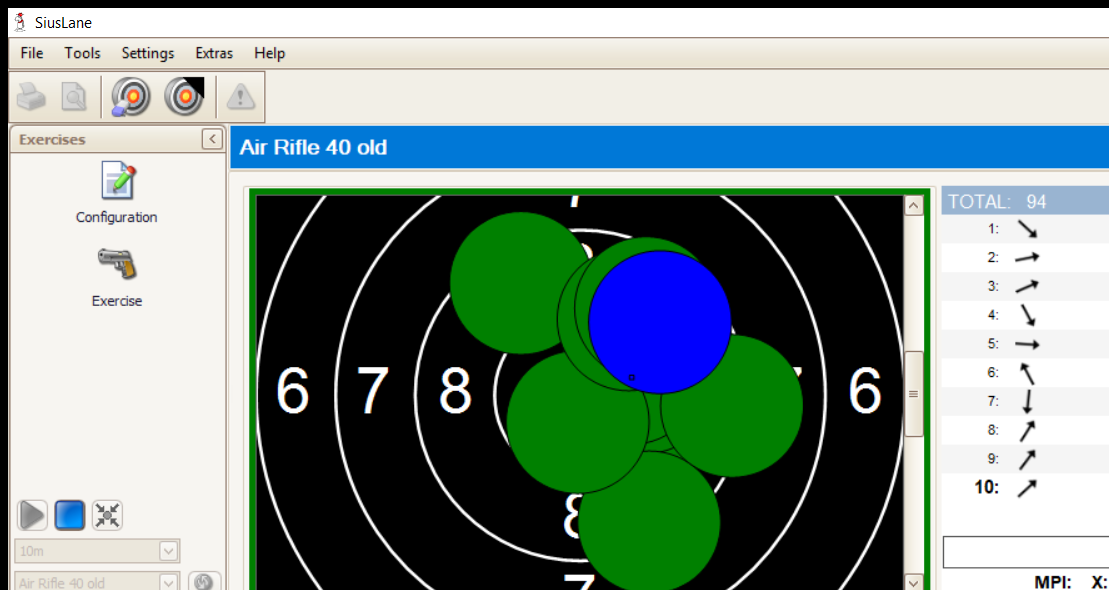 SiusLane
File Tools Settings Extras Help
Exercises
Air Rifle 40 old
Configuration
Exercise
TOTAL: 94
1:
2:
3:
4:
5:
6:
7:
8:
9:
10:
6 7 8 6
8
7
10m
Air Rifle 40 old
MPI: X: